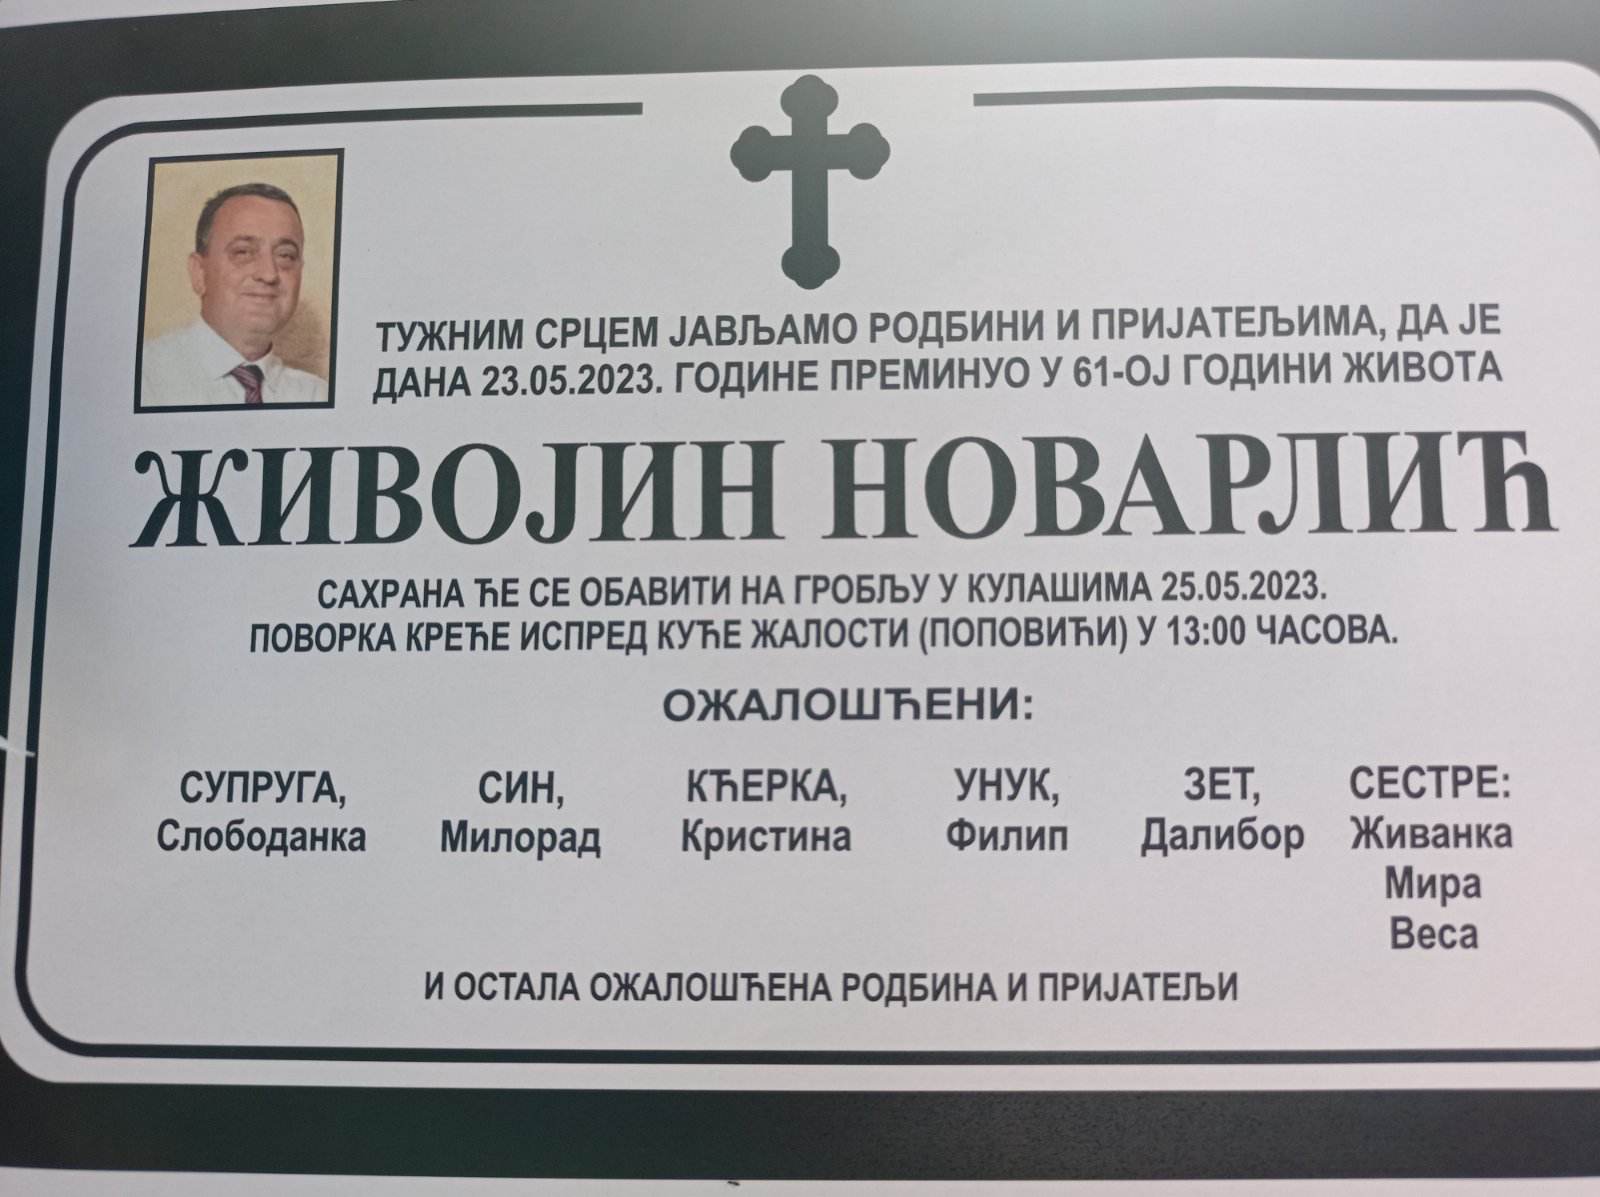 ТУЖНИМ СРЦЕМ ЈАВЉАМО РОДБИНИ И ПРИЈАТЕЉИМА, ДА ЈЕ
ДАНА 23.05.2023. ГОДИНЕ ПРЕМИНУО У 61-ОЈ ГОДИНИ ЖИВОТА
ЖИВОЈИН НОВАРЛИЋ
САХРАНА ЋЕ СЕ ОБАВИТИ НА ГРОБЉУ У КУЛАШИМА 25.05.2023.
ПОВОРКА КРЕЋЕ ИСПРЕД КУЋЕ ЖАЛОСТИ (ПОПОВИЋИ) У 13:00 ЧАСОВА.
ОЖАЛОШЋЕНИ:
СУПРУГА, СИН, КЋЕРКА, УНУК, ЗЕТ, СЕСТРЕ:
Слободанка Милорад Кристина Филип Далибор Живанка
Мира
Веса
И ОСТАЛА ОЖАЛОШЋЕНА РОДБИНА И ПРИЈАТЕЉИ